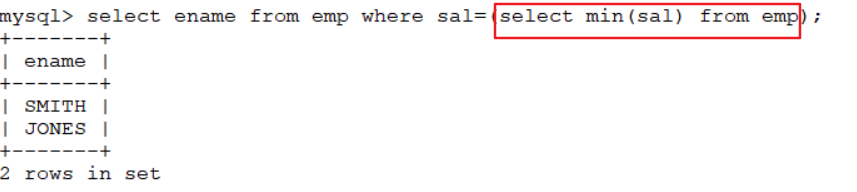 mysql> select ename from emp where sal=(select min(sal) from emp);
+-------+
| ename |
+-------+
| SMITH |
| JONES |
+-------+
2 rows in set